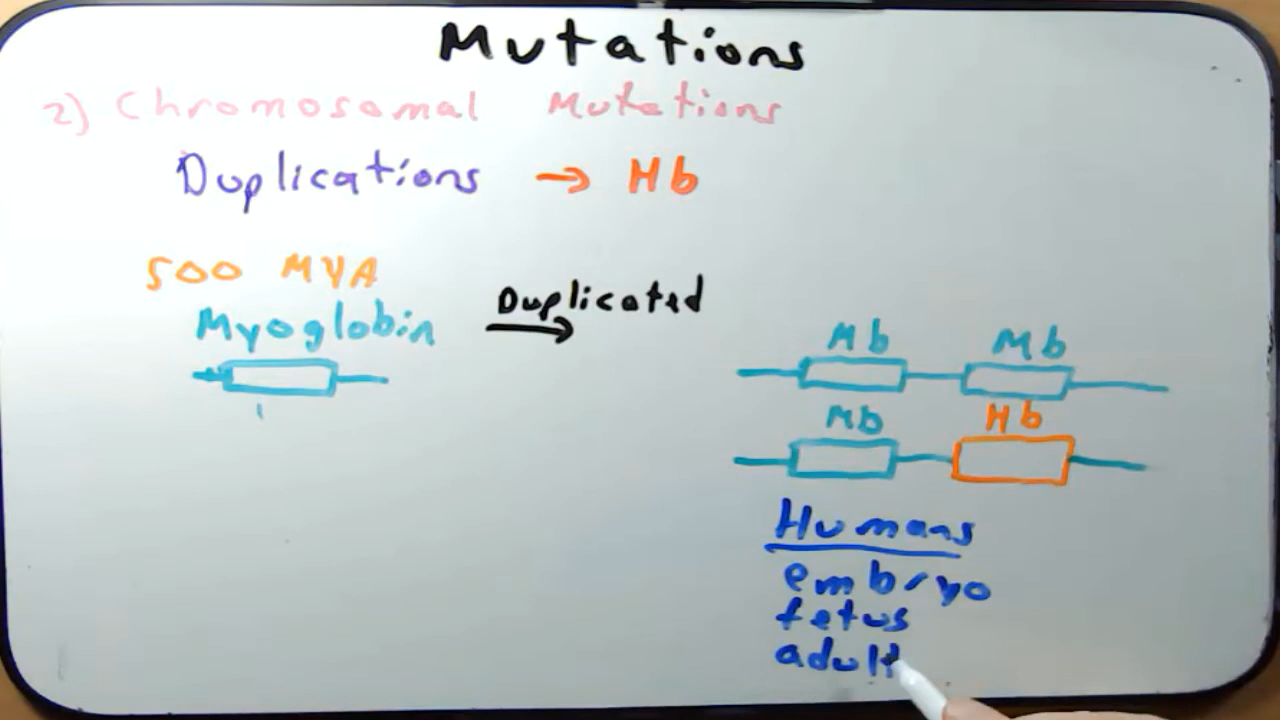 Mutations
2) Chromosomal Mutations
Duplications → Hb
500 MYA
Myoglobin
Duplicated
Mb Mb
Mb Hb
Humans
embryo
fetus
adult